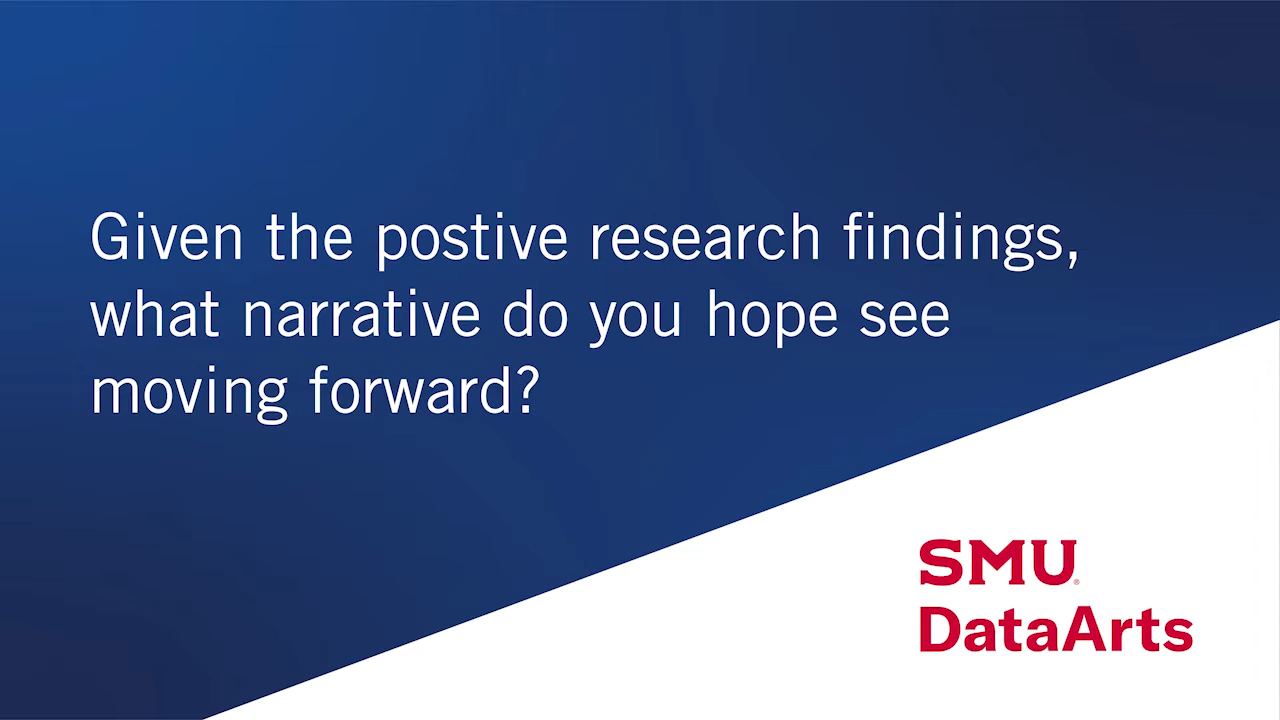 Given the postive research findings,
what narrative do you hope see
moving forward?
SMU®
DataArts